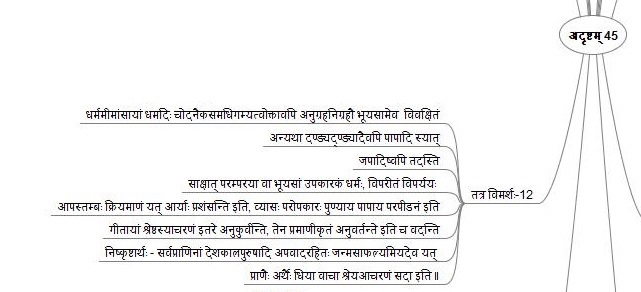 अदृष्टम् 45
धर्ममीमांसायां धर्मादेः चोदनैकसमधिगम्यत्वोक्तावपि अनुग्रहनिग्रहौ भूयसामेव विवक्षितं
अन्यथा दण्ड्यदण्ड्यादेवपि पापादि स्यात्
जपादिष्वपि तदस्ति
साक्षात् परम्परया वा भूयसां उपकारकं धर्मः, विपरीतं विपर्ययः
तत्र विमर्शः-12
आपस्तम्बः क्रियमाणं यत् आर्याः प्रशंसन्ति इति, व्यासः परोपकारः पुण्याय पापाय परपीडनं इति
गीतायां श्रेष्ठस्याचरणं इतरे अनुकुर्वन्ति, तेन प्रमाणीकृतं अनुवर्तन्ते इति च वदन्ति
निष्कृष्टार्थः - सर्वप्राणिनां देशकालपुरुषादि अपवादरहितः जन्मसाफल्यमियदेव यत्
प्राणैः अर्थैः धिया वाचा श्रेयआचरणं सदा इति॥